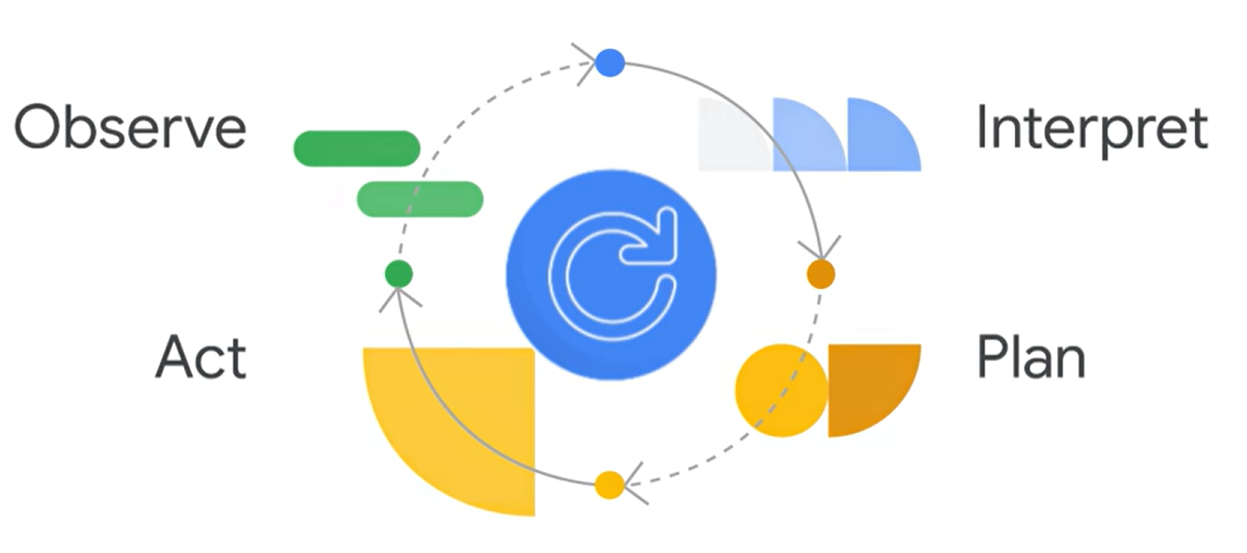 Observe
Interpret
Act
Plan